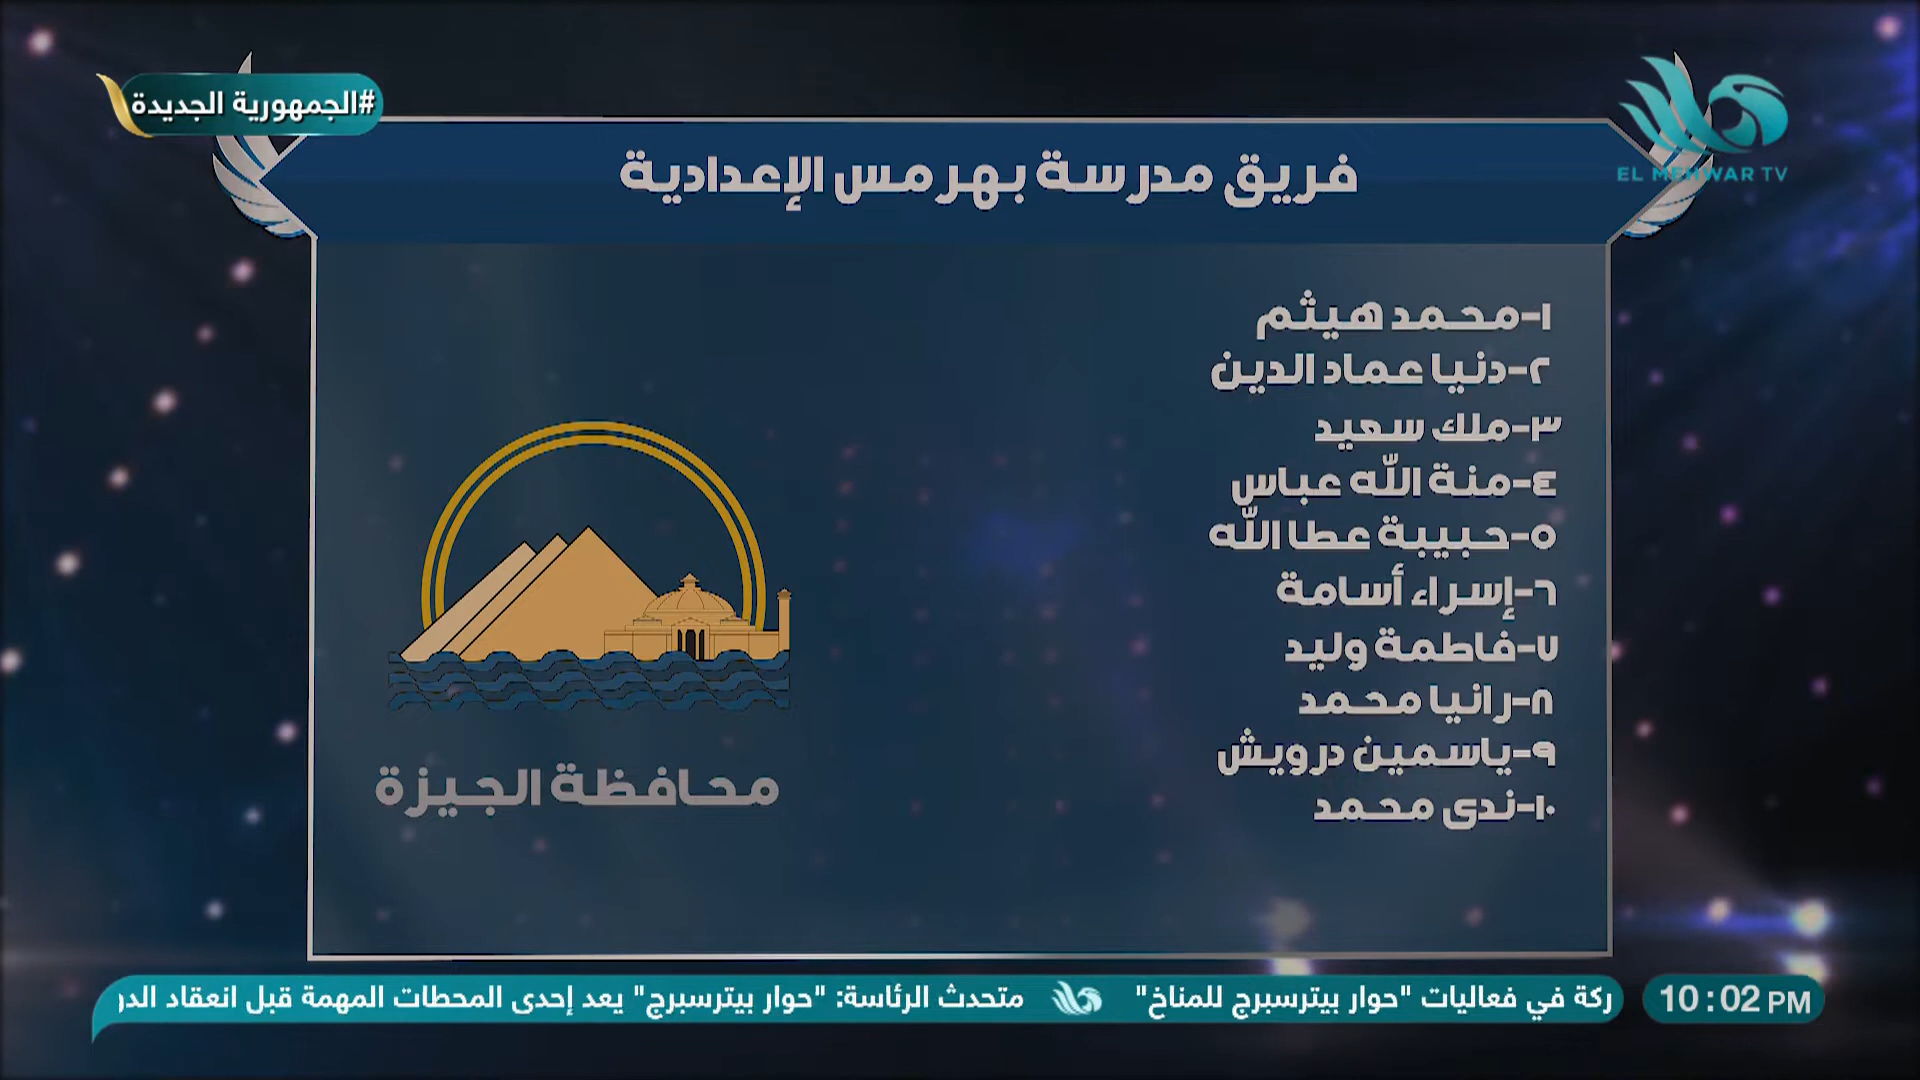 #الجمهورية الجديدة
EL MEHWAR TV
فريق مدرسة بهرمس الإعدادية
١-محمد هيثم
٢-دنيا عماد الدين
٣-ملك سعيد
٤-منة الله عباس
٥-حبيبة عطا الله
٦-إسراء أسامة
٧-فاطمة وليد
٨-رانيا محمد
٩-ياسمين درويش
١٠-ندى محمد
محافظة الجيزة
ركة في فعاليات "حوار بيترسبرج للمناخ" متحدث الرئاسة: "حوار بيترسبرج" يعد إحدى المحطات المهمة قبل انعقاد الدو
10:02 PM